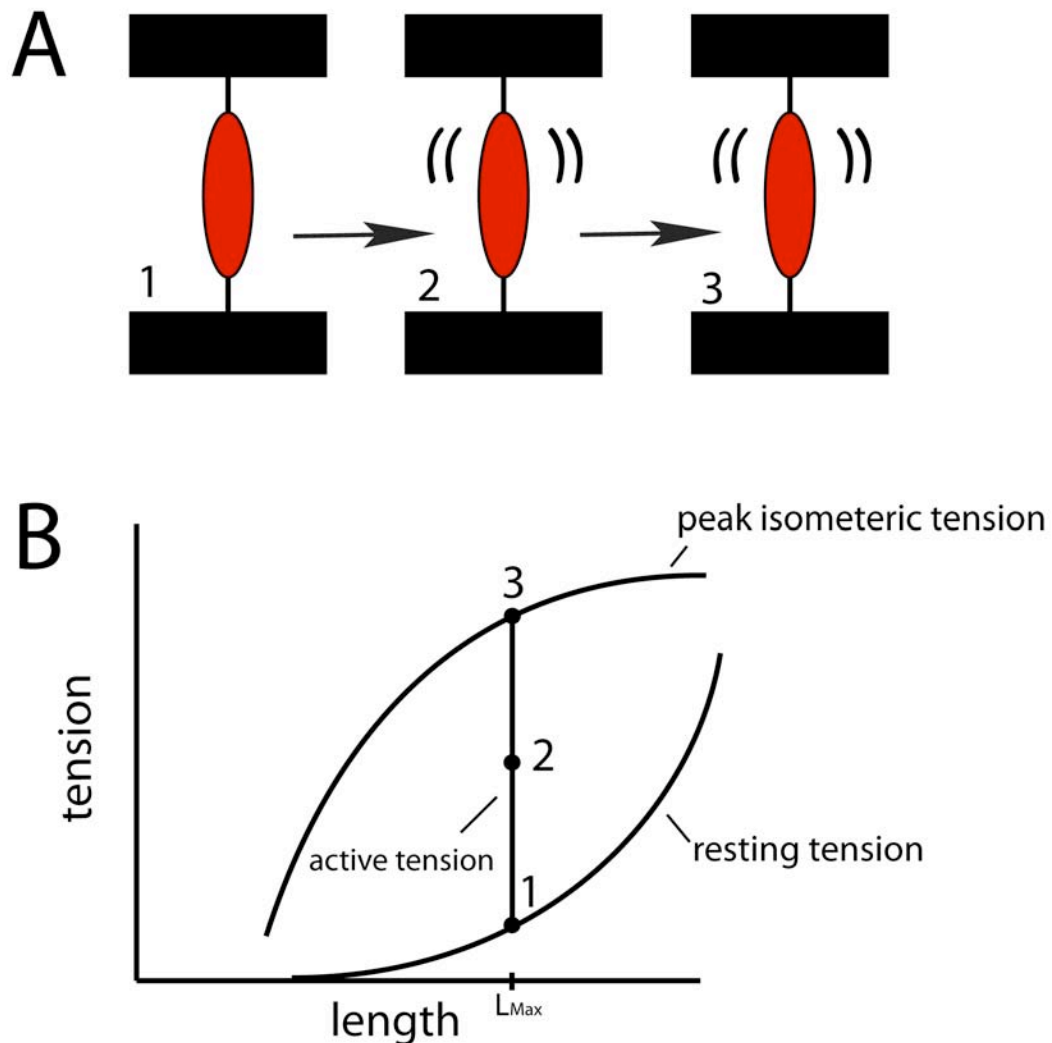 A
1
2
3
B
peak isometeric tension
3
2
active tension
resting tension
1
tension
LMax
length